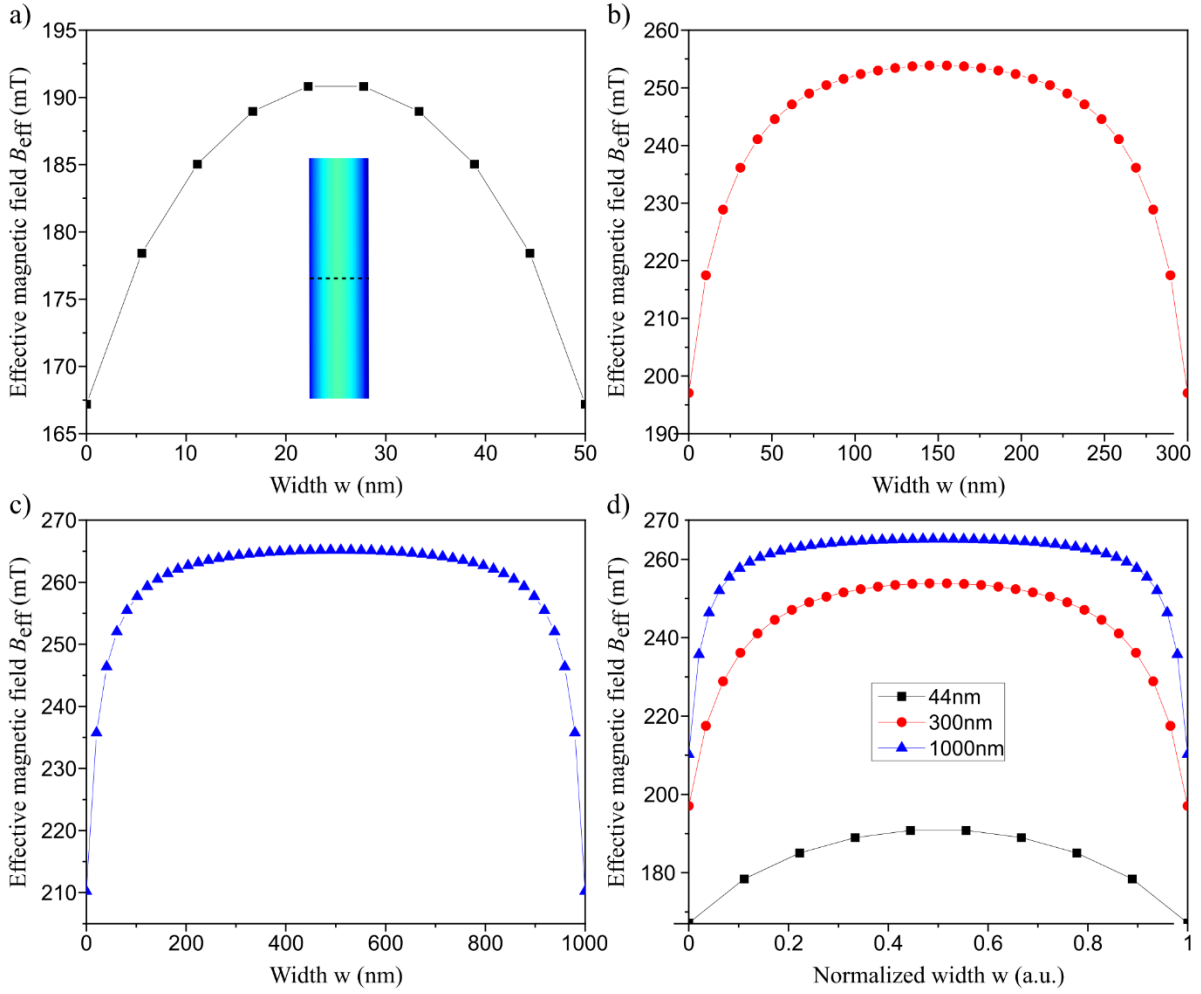 a)
195
190
185
180
175
170
165
Effective magnetic field Beff (mT)
0 10 20 30 40 50
Width w (nm)
b)
260
250
240
230
220
210
200
190
Effective magnetic field Beff (mT)
0 50 100 150 200 250 300
Width w (nm)
c)
270
260
250
240
230
220
210
Effective magnetic field Beff (mT)
0 200 400 600 800 1000
Width w (nm)
d)
270
260
240
220
200
180
Effective magnetic field Beff (mT)
44nm
300nm
1000nm
0 0.2 0.4 0.6 0.8 1
Normalized width w (a.u.)